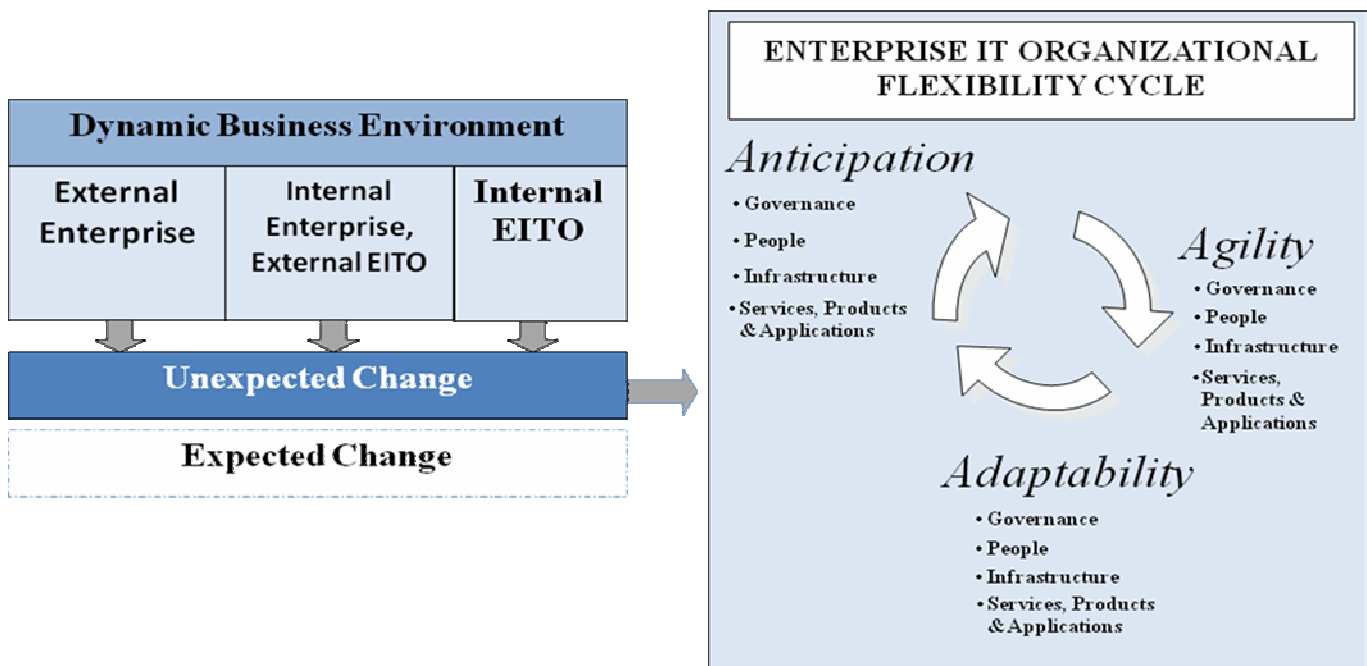 Dynamic Business Environment
External
Enterprise
Internal
Enterprise,
External EITO
Internal
EITO
Unexpected Change
Expected Change
ENTERPRISE IT ORGANIZATIONAL
FLEXIBILITY CYCLE
Anticipation
• Governance
• People
• Infrastructure
• Services, Products
& Applications
Agility
• Governance
• People
• Infrastructure
• Services,
Products &
Applications
Adaptability
• Governance
• People
• Infrastructure
• Services, Products
& Applications